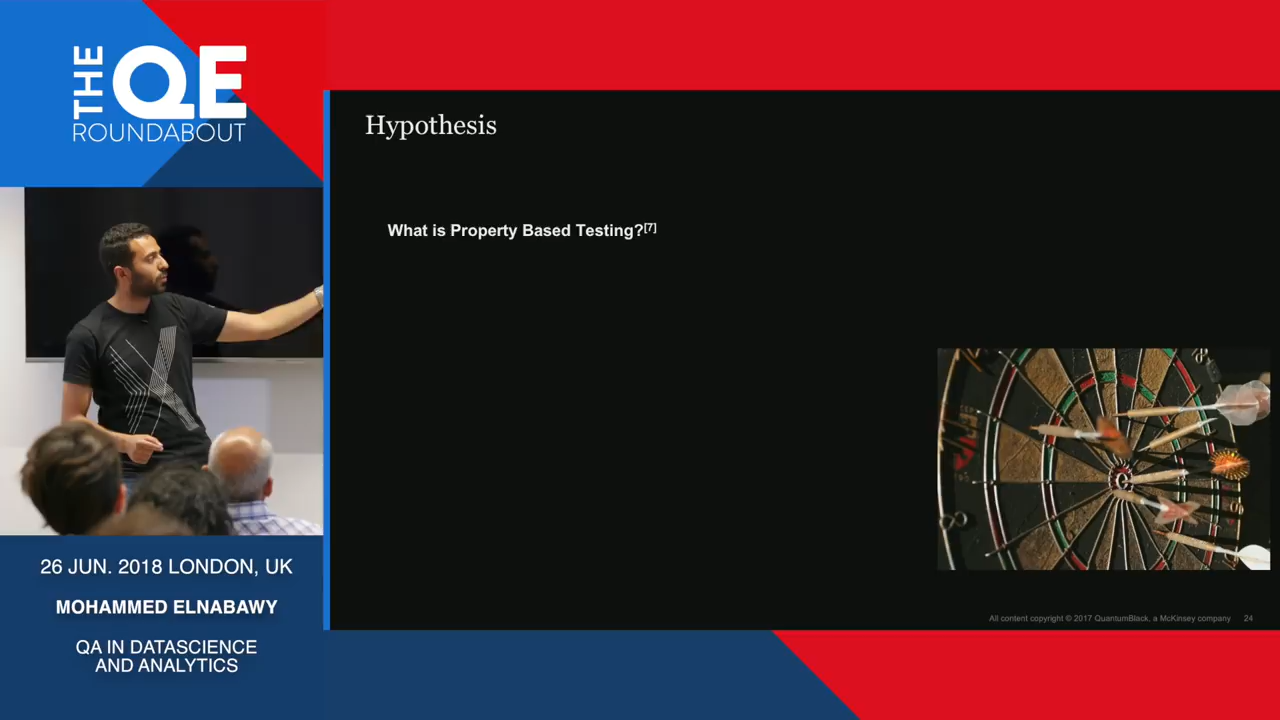 THE
QE
ROUNDABOUT
Hypothesis
What is Property Based Testing?[7]
26 JUN. 2018 LONDON, UK
MOHAMMED ELNABAWY
QA IN DATASCIENCE
AND ANALYTICS
All content copyright © 2017 QuantumBlack, a McKinsey company 24